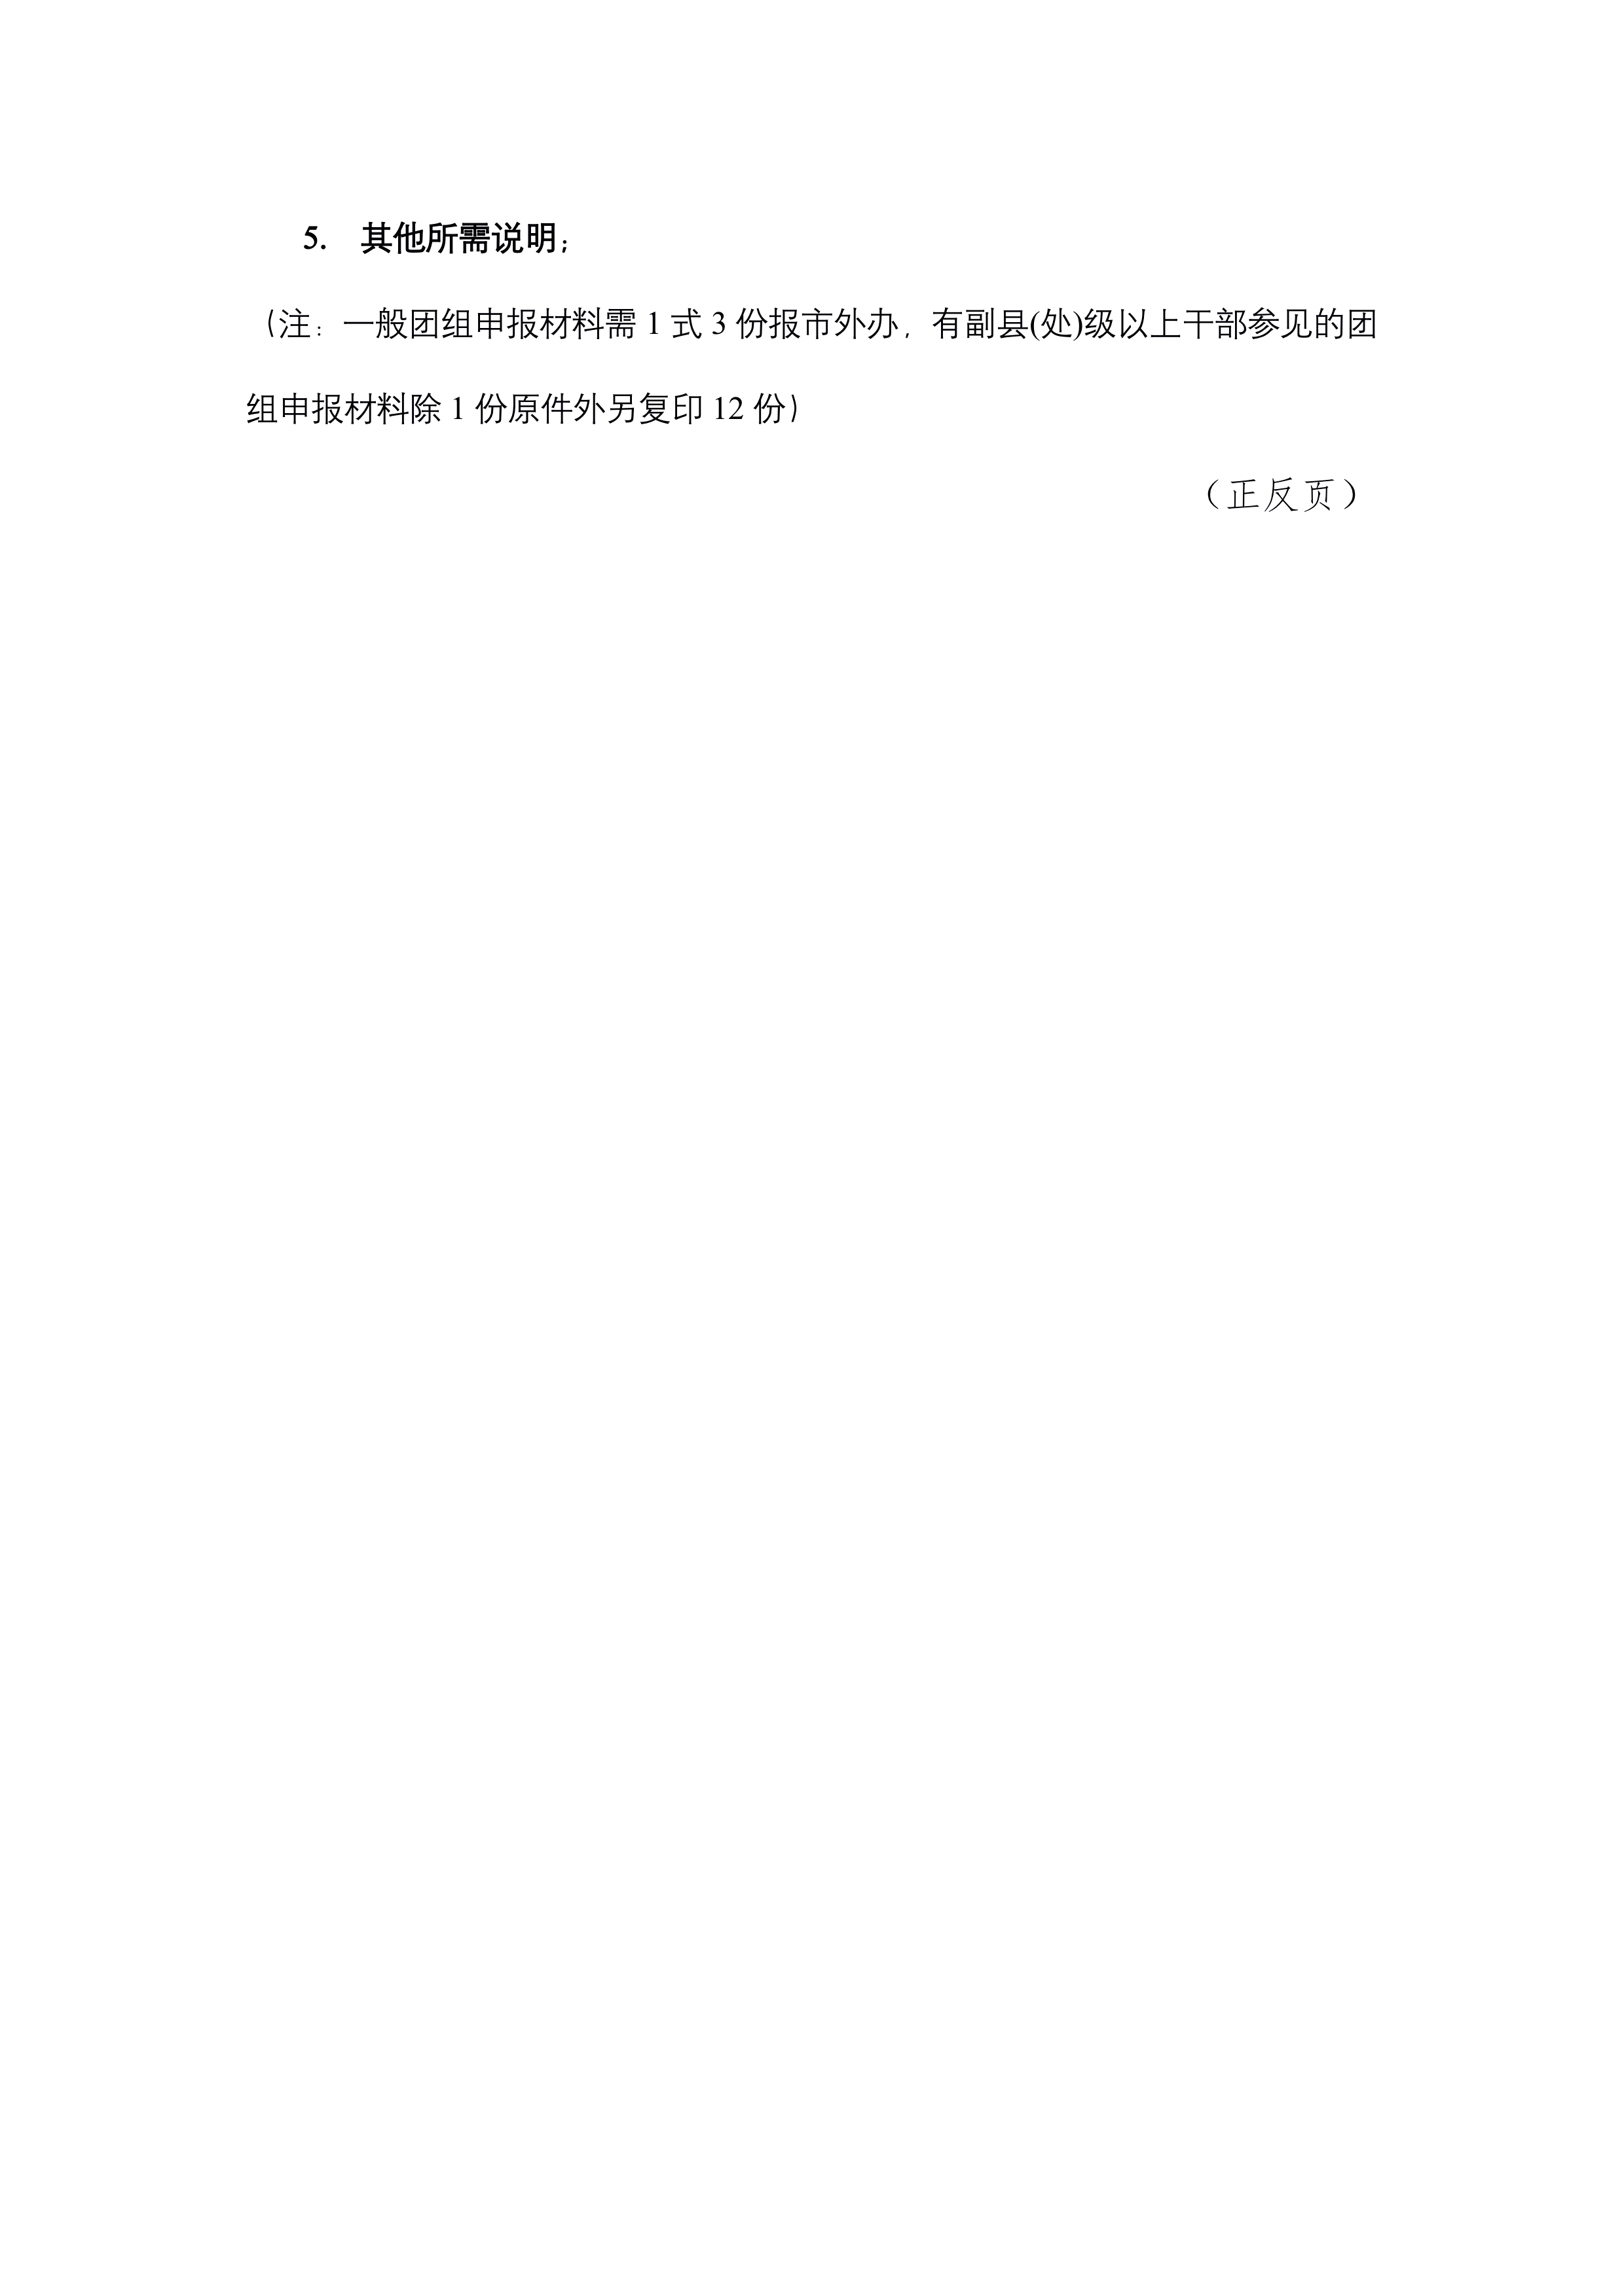 5. 其他所需说明；
（注：一般团组申报材料需 1 式 3 份报市外办，有副县(处)级以上干部参见的团
组申报材料除 1 份原件外另复印 12 份）
（正反页）